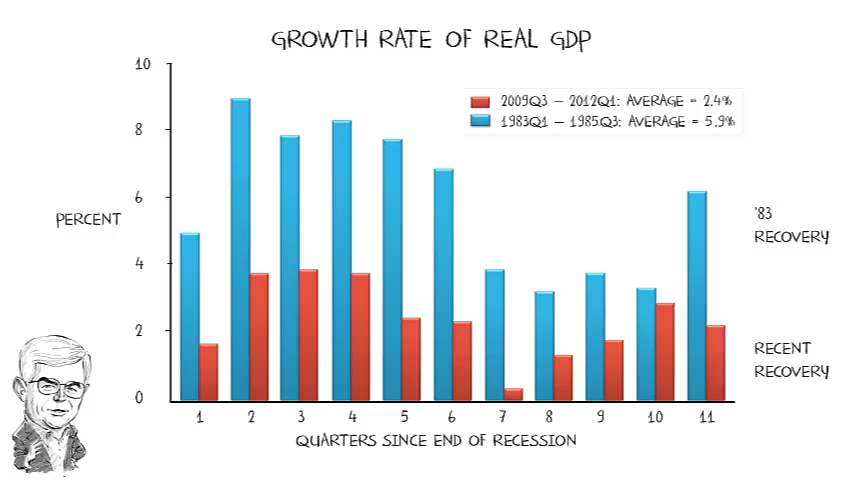 GROWTH RATE OF REAL GDP
10
2009Q3 – 2012Q1: AVERAGE = 2.4%
1983Q1 – 1985Q3: AVERAGE = 5.9%
8
6
PERCENT
'83
RECOVERY
4
2
RECENT
RECOVERY
0
1 2 3 4 5 6 7 8 9 10 11
QUARTERS SINCE END OF RECESSION